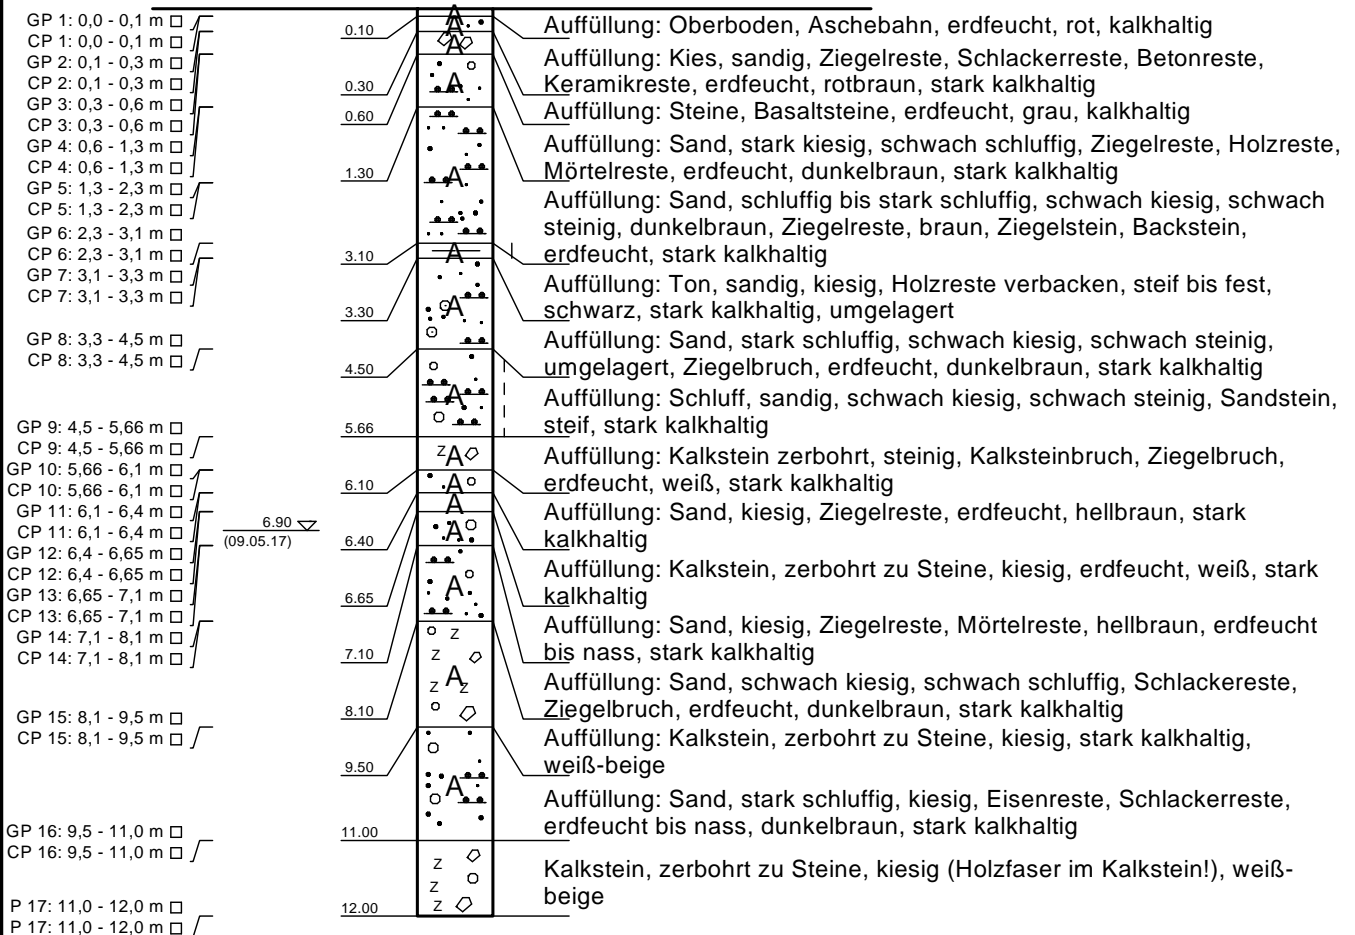 GP 1: 0,0 - 0,1 m
CP 1: 0,0 - 0,1 m
GP 2: 0,1 - 0,3 m
CP 2: 0,1 - 0,3 m
GP 3: 0,3 - 0,6 m
CP 3: 0,3 - 0,6 m
GP 4: 0,6 - 1,3 m
CP 4: 0,6 - 1,3 m
GP 5: 1,3 - 2,3 m
CP 5: 1,3 - 2,3 m
GP 6: 2,3 - 3,1 m
CP 6: 2,3 - 3,1 m
GP 7: 3,1 - 3,3 m
CP 7: 3,1 - 3,3 m
GP 8: 3,3 - 4,5 m
CP 8: 3,3 - 4,5 m
GP 9: 4,5 - 5,66 m
CP 9: 4,5 - 5,66 m
GP 10: 5,66 - 6,1 m
CP 10: 5,66 - 6,1 m
GP 11: 6,1 - 6,4 m
CP 11: 6,1 - 6,4 m
GP 12: 6,4 - 6,65 m
CP 12: 6,4 - 6,65 m
GP 13: 6,65 - 7,1 m
CP 13: 6,65 - 7,1 m
GP 14: 7,1 - 8,1 m
CP 14: 7,1 - 8,1 m
GP 15: 8,1 - 9,5 m
CP 15: 8,1 - 9,5 m
GP 16: 9,5 - 11,0 m
CP 16: 9,5 - 11,0 m
P 17: 11,0 - 12,0 m
P 17: 11,0 - 12,0 m
6.90
(09.05.17)
0.10
0.30
0.60
1.30
3.10
3.30
4.50
5.66
6.10
6.40
6.65
7.10
8.10
9.50
11.00
12.00
A
A
A
A
A
A
A
A
Z A
A
A
A
A
Z
Z
A
Z Z
A
Z
Z
Z
Auffüllung: Oberboden, Aschebahn, erdfeucht, rot, kalkhaltig
Auffüllung: Kies, sandig, Ziegelreste, Schlackerreste, Betonreste,
Keramikreste, erdfeucht, rotbraun, stark kalkhaltig
Auffüllung: Steine, Basaltsteine, erdfeucht, grau, kalkhaltig
Auffüllung: Sand, stark kiesig, schwach schluffig, Ziegelreste, Holzreste,
Mörtelreste, erdfeucht, dunkelbraun, stark kalkhaltig
Auffüllung: Sand, schluffig bis stark schluffig, schwach kiesig, schwach
steinig, dunkelbraun, Ziegelreste, braun, Ziegelstein, Backstein,
erdfeucht, stark kalkhaltig
Auffüllung: Ton, sandig, kiesig, Holzreste verbacken, steif bis fest,
schwarz, stark kalkhaltig, umgelagert
Auffüllung: Sand, stark schluffig, schwach kiesig, schwach steinig,
umgelagert, Ziegelbruch, erdfeucht, dunkelbraun, stark kalkhaltig
Auffüllung: Schluff, sandig, schwach kiesig, schwach steinig, Sandstein,
steif, stark kalkhaltig
Auffüllung: Kalkstein zerbohrt, steinig, Kalksteinbruch, Ziegelbruch,
erdfeucht, weiß, stark kalkhaltig
Auffüllung: Sand, kiesig, Ziegelreste, erdfeucht, hellbraun, stark
kalkhaltig
Auffüllung: Kalkstein, zerbohrt zu Steine, kiesig, erdfeucht, weiß, stark
kalkhaltig
Auffüllung: Sand, kiesig, Ziegelreste, Mörtelreste, hellbraun, erdfeucht
bis nass, stark kalkhaltig
Auffüllung: Sand, schwach kiesig, schwach schluffig, Schlackereste,
Ziegelbruch, erdfeucht, dunkelbraun, stark kalkhaltig
Auffüllung: Kalkstein, zerbohrt zu Steine, kiesig, stark kalkhaltig,
weiß-beige
Auffüllung: Sand, stark schluffig, kiesig, Eisenreste, Schlackerreste,
erdfeucht bis nass, dunkelbraun, stark kalkhaltig
Kalkstein, zerbohrt zu Steine, kiesig (Holzfaser im Kalkstein!), weiß-
beige